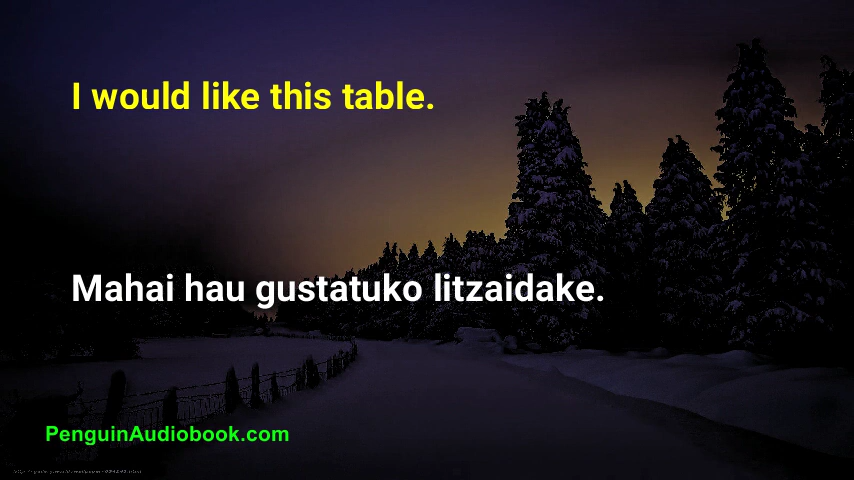 I would like this table.
Mahai hau gustatuko litzaidake.
PenguinAudiobook.com